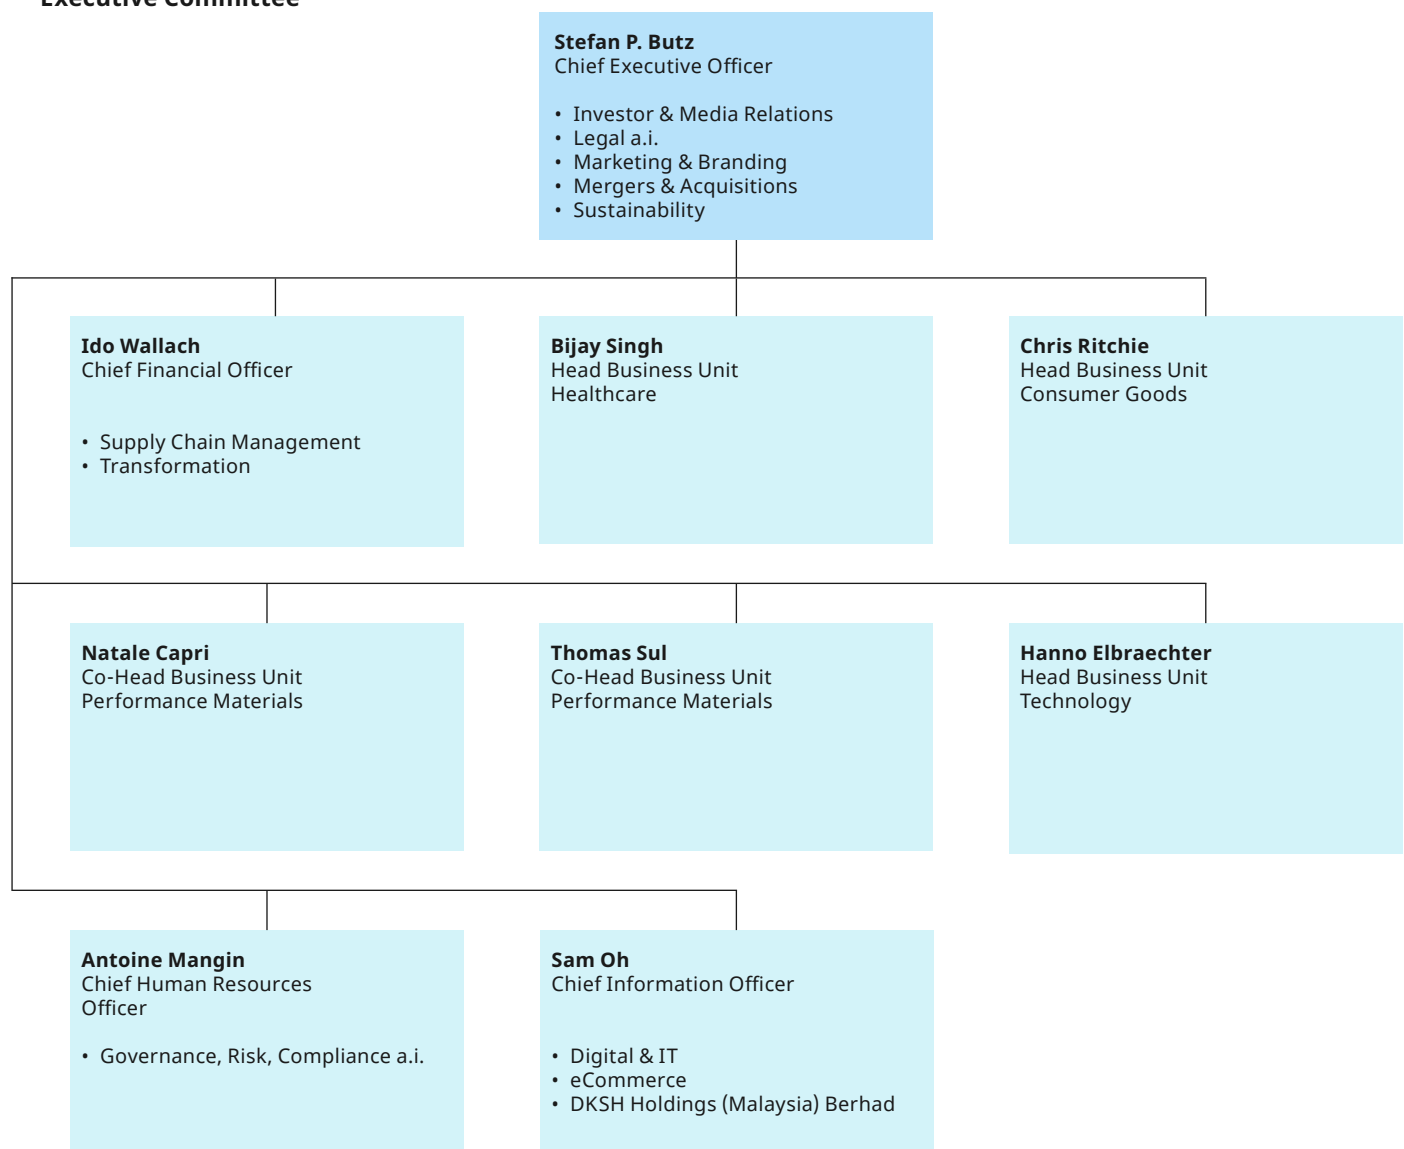 Executive Committee
Stefan P. Butz
Chief Executive Officer
• Investor & Media Relations
• Legal a.i.
• Marketing & Branding
• Mergers & Acquisitions
• Sustainability
Ido Wallach
Chief Financial Officer
• Supply Chain Management
• Transformation
Bijay Singh
Head Business Unit
Healthcare
Chris Ritchie
Head Business Unit
Consumer Goods
Natale Capri
Co-Head Business Unit
Performance Materials
Thomas Sul
Co-Head Business Unit
Performance Materials
Hanno Elbraechter
Head Business Unit
Technology
Antoine Mangin
Chief Human Resources
Officer
• Governance, Risk, Compliance a.i.
Sam Oh
Chief Information Officer
• Digital & IT
• eCommerce
• DKSH Holdings (Malaysia) Berhad